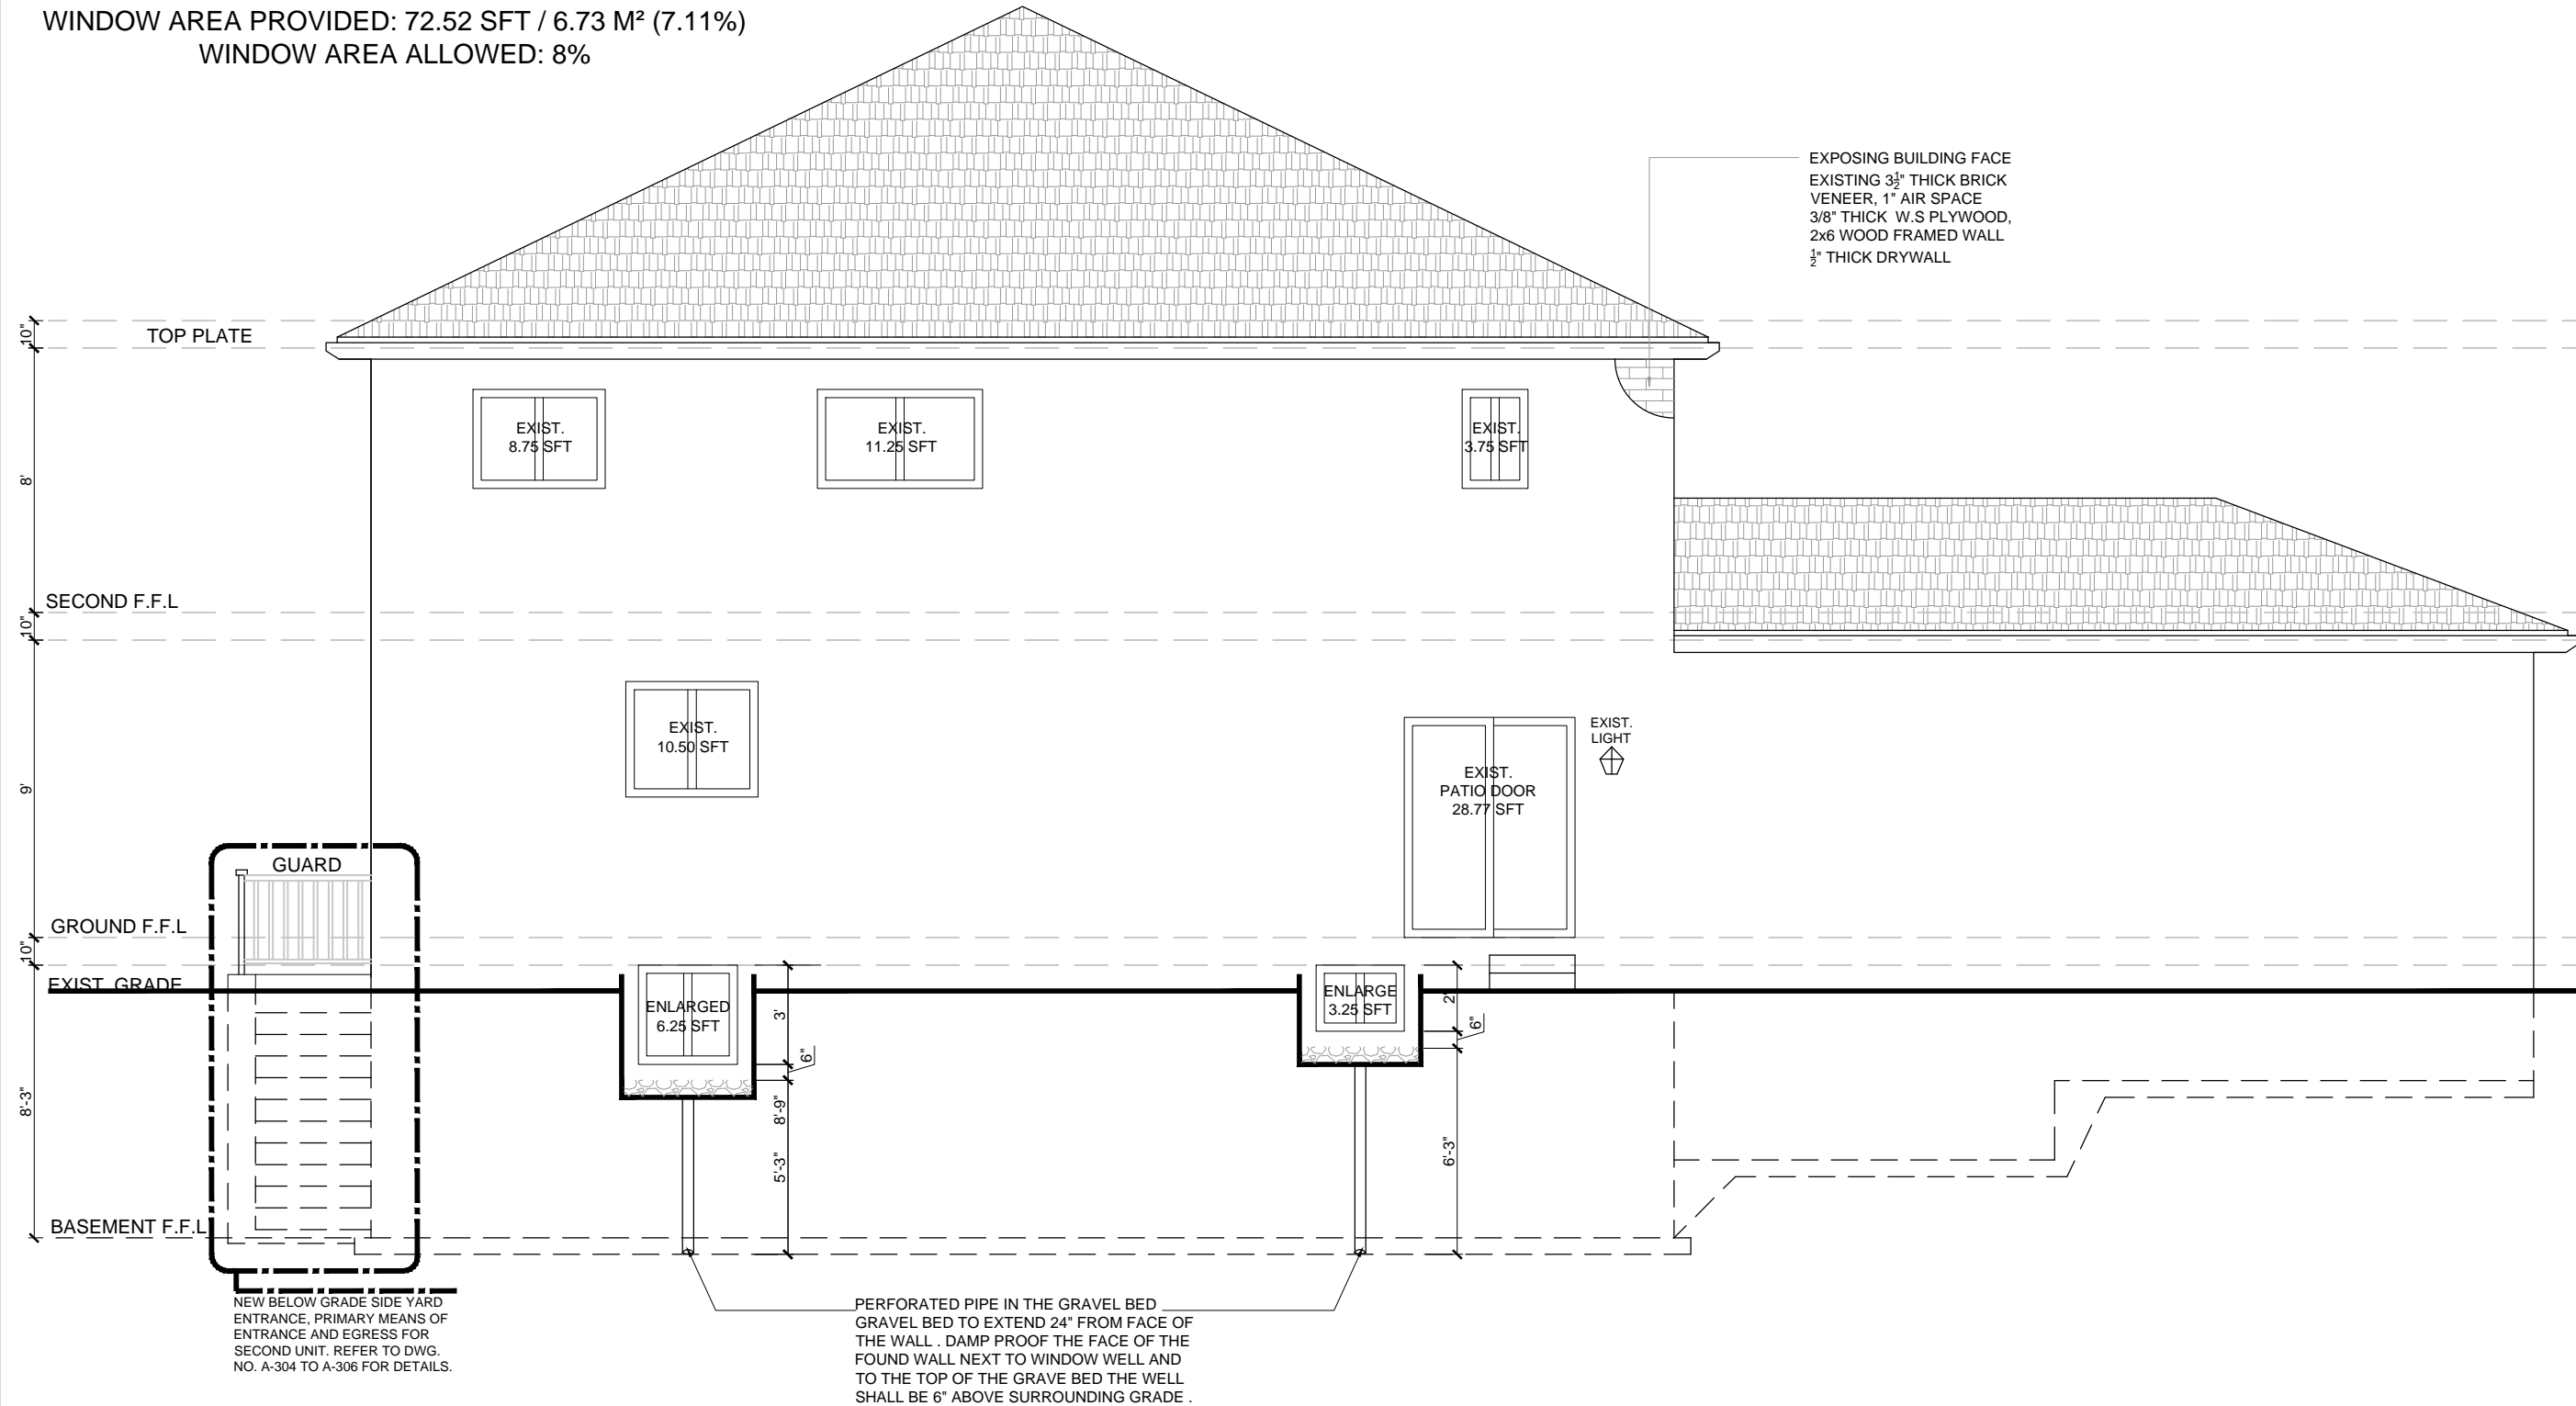 WINDOW AREA PROVIDED: 72.52 SFT / 6.73 M² (7.11%)
WINDOW AREA ALLOWED: 8%
EXPOSING BUILDING FACE
EXISTING 3½" THICK BRICK
VENEER, 1" AIR SPACE
3/8" THICK W.S PLYWOOD,
2x6 WOOD FRAMED WALL
½" THICK DRYWALL
10"
TOP PLATE
8'
EXIST.
8.75 SFT
EXIST.
11.25 SFT
EXIST.
3.75 SFT
SECOND F.F.L
10"
9'
EXIST.
10.50 SFT
EXIST.
PATIO DOOR
28.77 SFT
EXIST.
LIGHT
GUARD
GROUND F.F.L
10"
EXIST. GRADE
ENLARGED
6.25 SFT
3'
6"
8'-9"
5'-3"
ENLARGE
3.25 SFT
2'
6"
6'-3"
8'-3"
BASEMENT F.F.L
NEW BELOW GRADE SIDE YARD
ENTRANCE, PRIMARY MEANS OF
ENTRANCE AND EGRESS FOR
SECOND UNIT. REFER TO DWG.
NO. A-304 TO A-306 FOR DETAILS.
PERFORATED PIPE IN THE GRAVEL BED
GRAVEL BED TO EXTEND 24" FROM FACE OF
THE WALL . DAMP PROOF THE FACE OF THE
FOUND WALL NEXT TO WINDOW WELL AND
TO THE TOP OF THE GRAVE BED THE WELL
SHALL BE 6" ABOVE SURROUNDING GRADE .